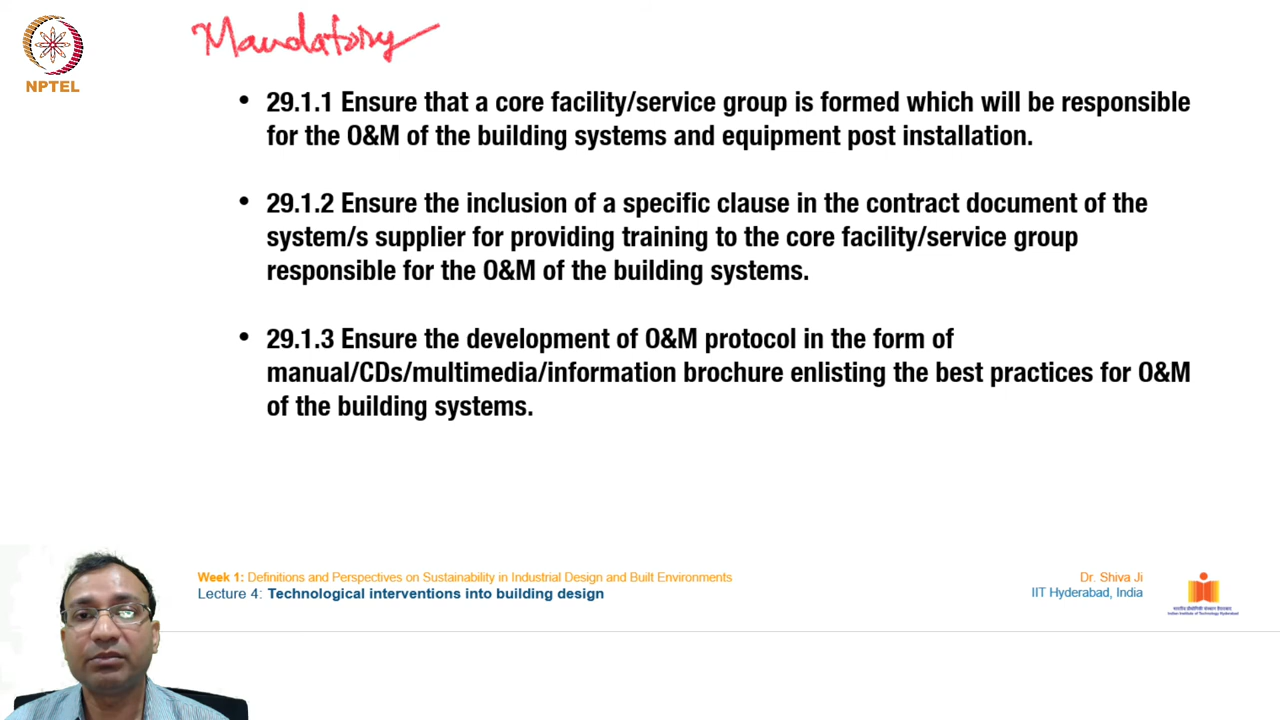 Mandatory
NPTEL
• 29.1.1 Ensure that a core facility/service group is formed which will be responsible
for the O&M of the building systems and equipment post installation.
• 29.1.2 Ensure the inclusion of a specific clause in the contract document of the
system/s supplier for providing training to the core facility/service group
responsible for the O&M of the building systems.
• 29.1.3 Ensure the development of O&M protocol in the form of
manual/CDs/multimedia/information brochure enlisting the best practices for O&M
of the building systems.
Week 1: Definitions and Perspectives on Sustainability in Industrial Design and Built Environments
Lecture 4: Technological interventions into building design
Dr. Shiva Ji
IIT Hyderabad, India
Indian Institute of Technology Hyderabad